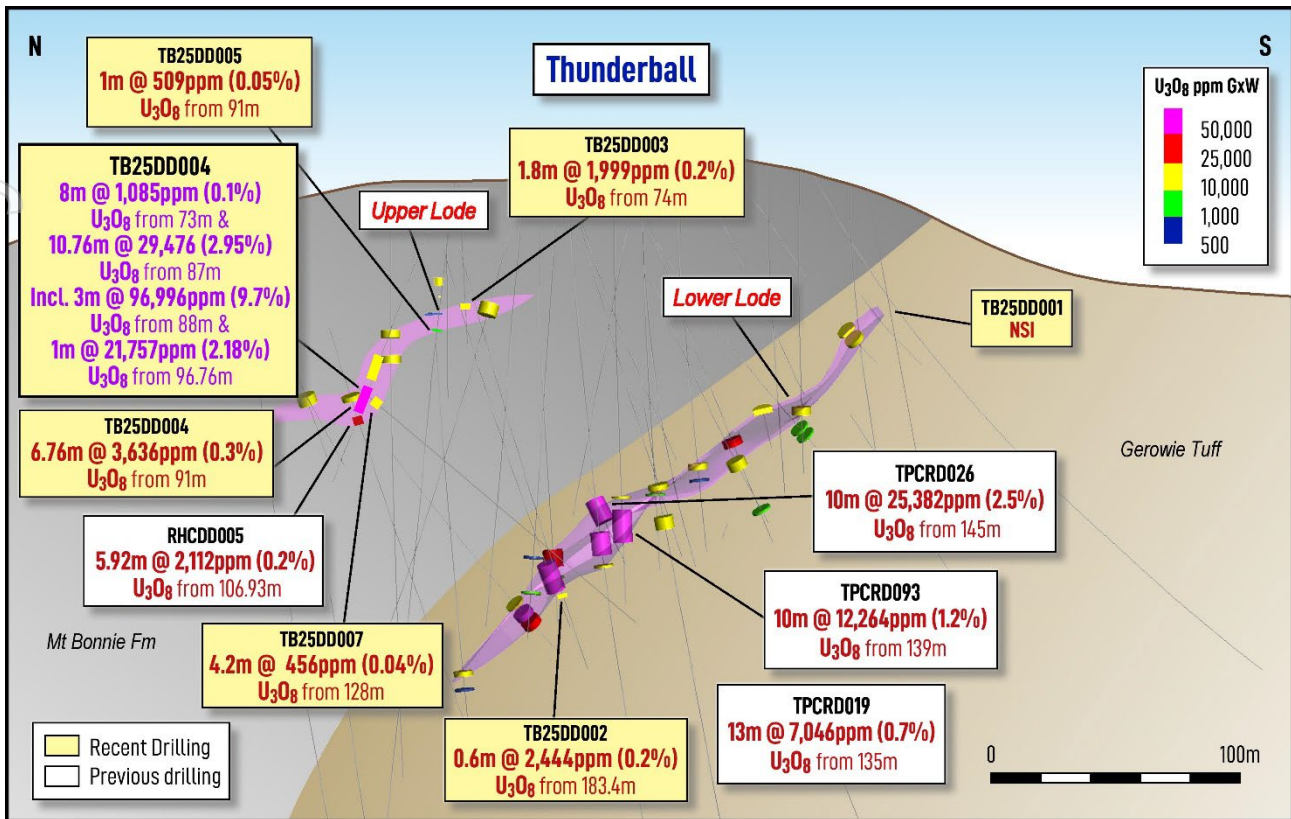 N
S
Thunderball
TB25DD005
1m @ 509ppm (0.05%)
U₃O₈ from 91m
TB25DD004
8m @ 1,085ppm (0.1%)
U₃O₈ from 73m &
10.76m @ 29,476 (2.95%)
U₃O₈ from 87m
Incl. 3m @ 96,996ppm (9.7%)
U₃O₈ from 88m &
1m @ 21,757ppm (2.18%)
U₃O₈ from 96.76m
TB25DD003
1.8m @ 1,999ppm (0.2%)
U₃O₈ from 74m
Upper Lode
Lower Lode
U₃O₈ ppm GxW
50,000
25,000
10,000
1,000
500
TB25DD001
NSI
TB25DD004
6.76m @ 3,636ppm (0.3%)
U₃O₈ from 91m
RHCDD005
5.92m @ 2,112ppm (0.2%)
U₃O₈ from 106.93m
Mt Bonnie Fm
Gerowie Tuff
TB25DD007
4.2m @ 456ppm (0.04%)
U₃O₈ from 128m
TPCRD026
10m @ 25,382ppm (2.5%)
U₃O₈ from 145m
TPCRD093
10m @ 12,264ppm (1.2%)
U₃O₈ from 139m
TPCRD019
13m @ 7,046ppm (0.7%)
U₃O₈ from 135m
TB25DD002
0.6m @ 2,444ppm (0.2%)
U₃O₈ from 183.4m
Recent Drilling
Previous drilling
0 100m